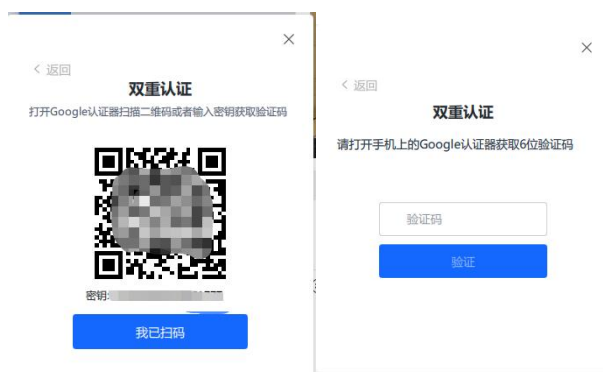 < 返回
双重认证
打开Google认证器扫描二维码或者输入密钥获取验证码
密钥:
我已扫码
< 返回
双重认证
请打开手机上的Google认证器获取6位验证码
验证码
验证